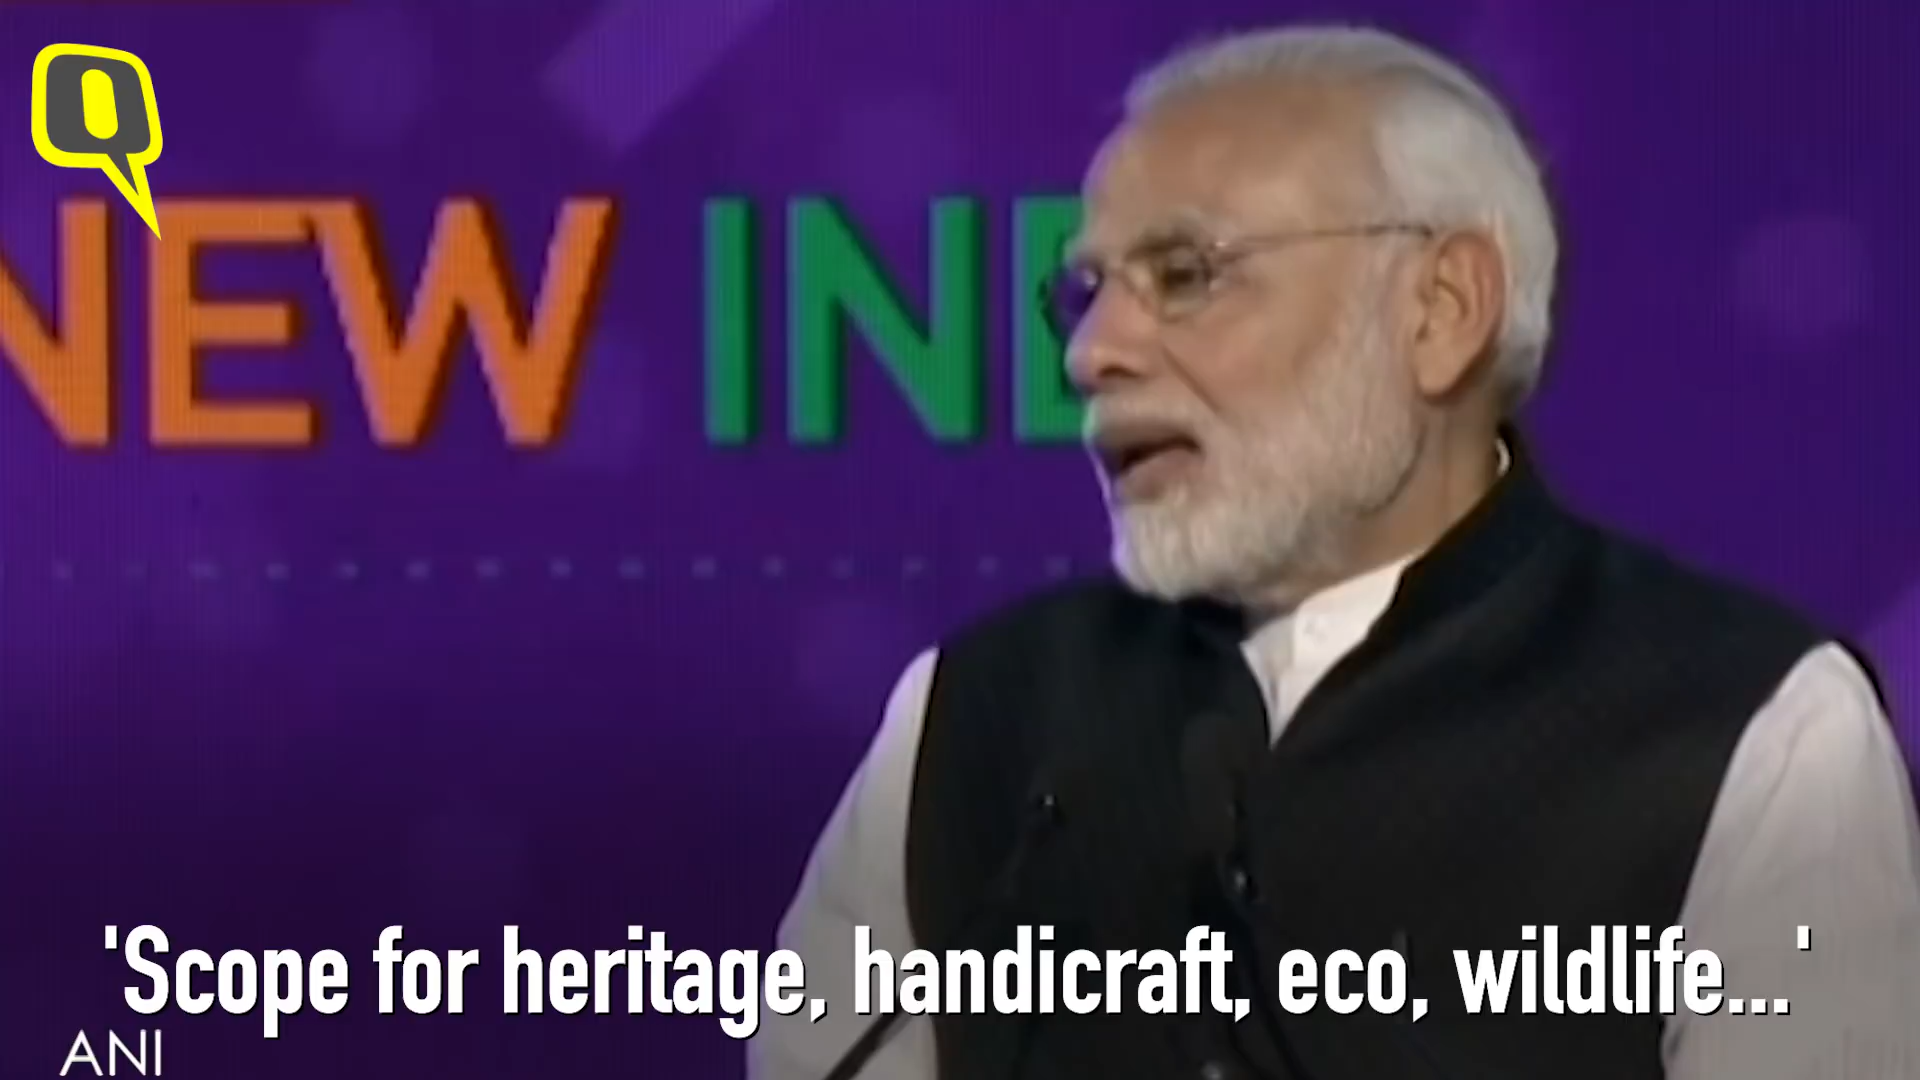 Q
NEW IND
'Scope for heritage, handicraft, eco, wildlife...'
ANI